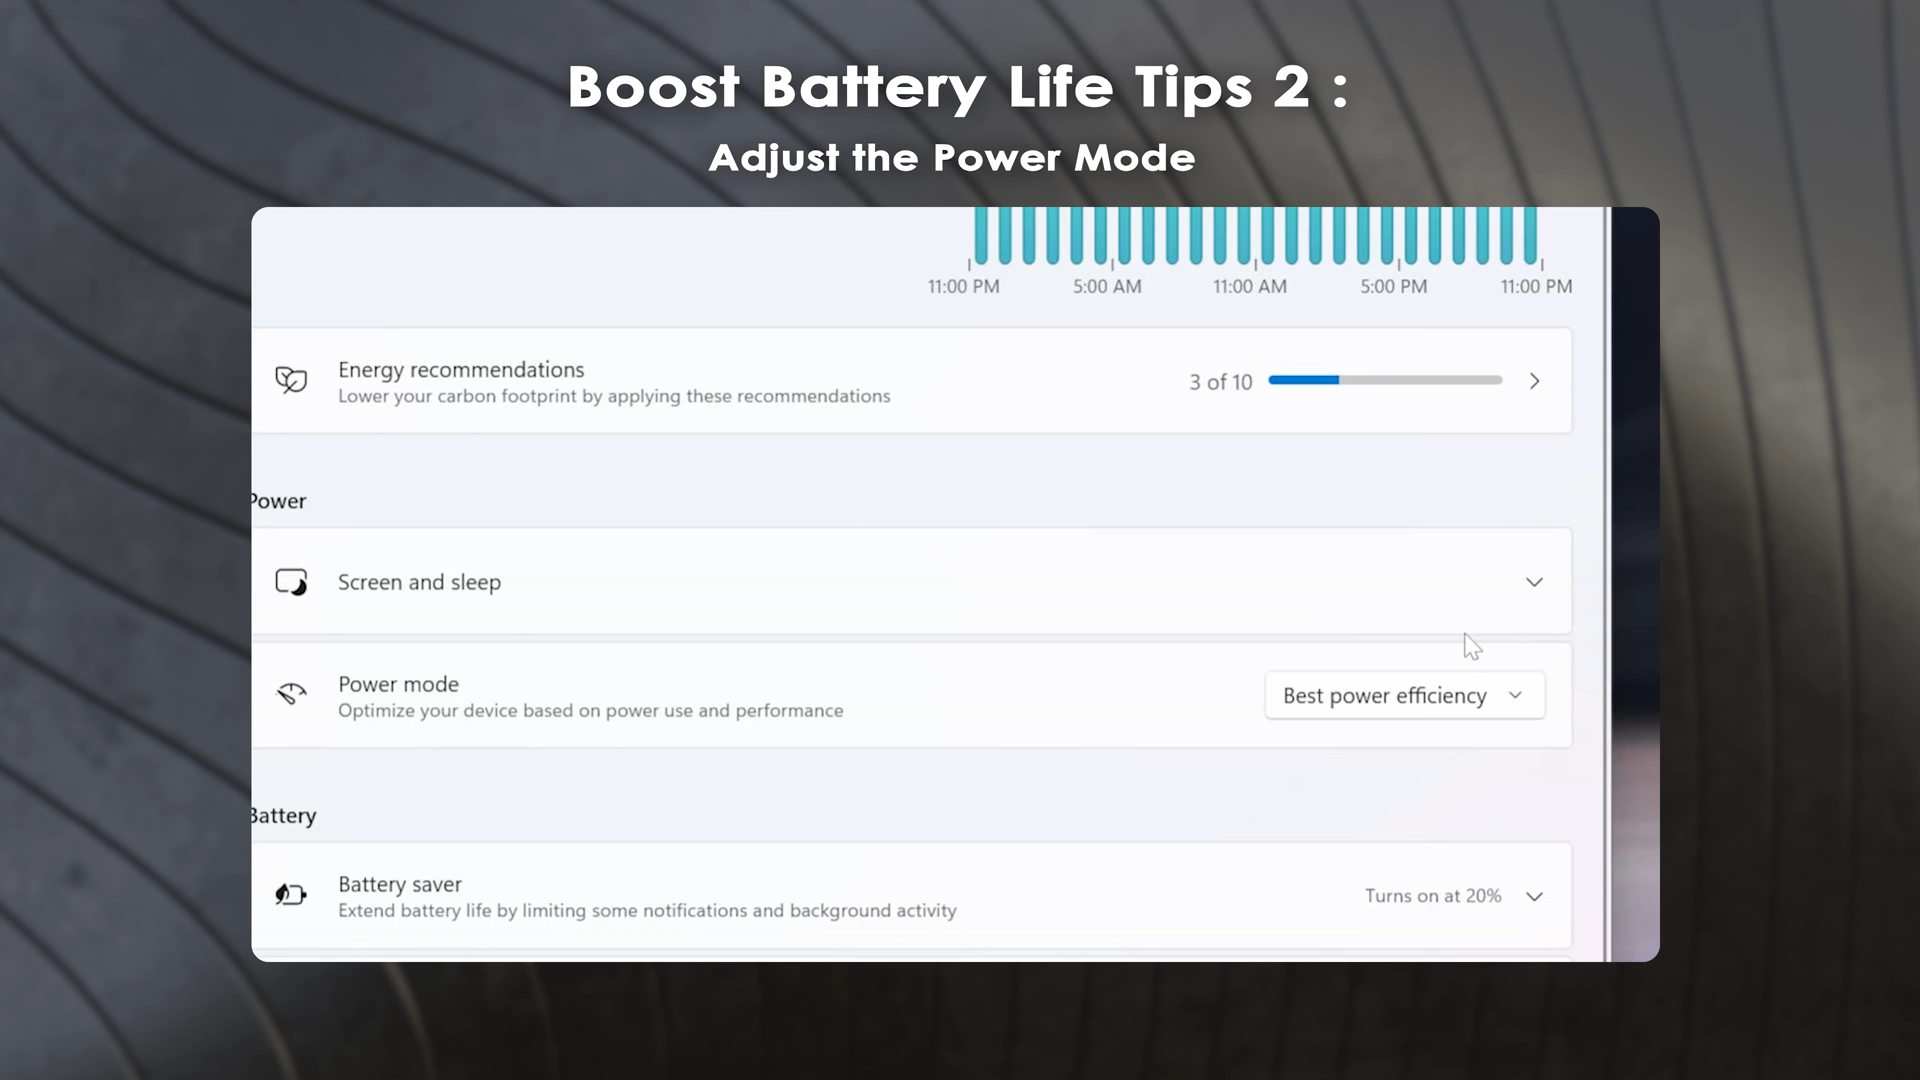 Boost Battery Life Tips 2 :
Adjust the Power Mode
11:00 PM 5:00 AM 11:00 AM 5:00 PM 11:00 PM
Energy recommendations
Lower your carbon footprint by applying these recommendations
3 of 10
Power
Screen and sleep
Power mode
Optimize your device based on power use and performance
Best power efficiency
Battery
Battery saver
Extend battery life by limiting some notifications and background activity
Turns on at 20%